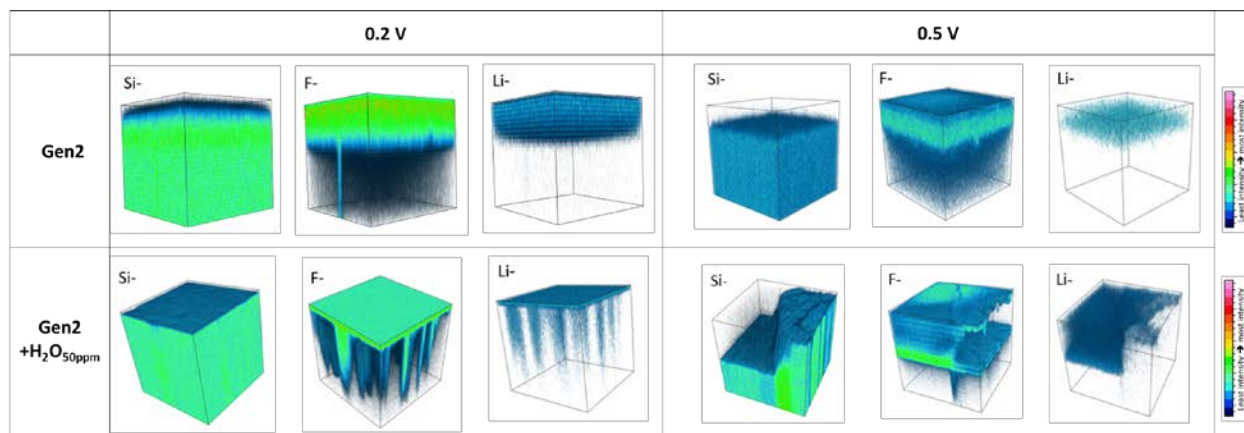 0.2 V
0.5 V
Gen2
Si-
F-
Li-
Si-
F-
Li-
Least intensity → most intensity
Gen2
+H₂O₅₀ppm
Si-
F-
Li-
Si-
F-
Li-
Least intensity → most intensity